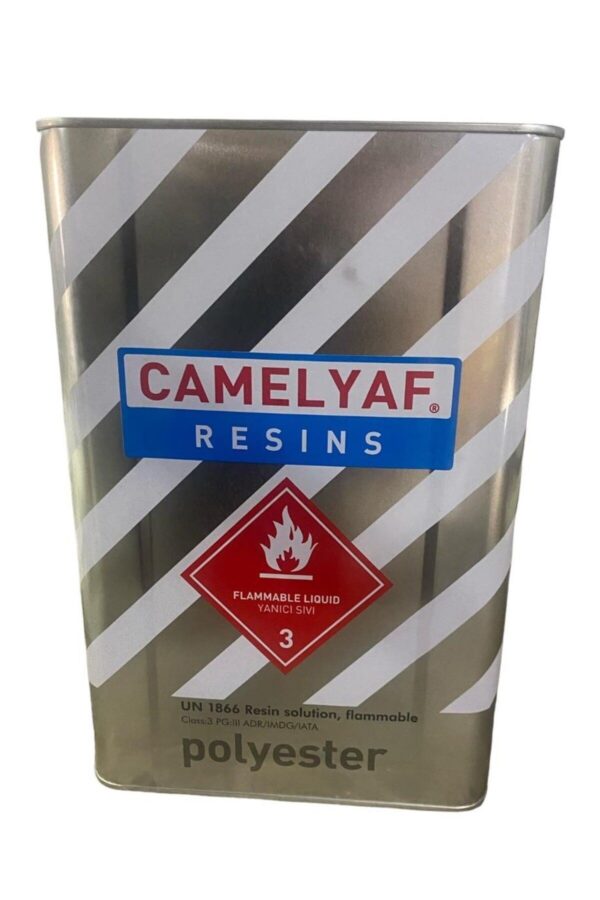 CAMELYAF®
RESINS
FLAMMABLE LIQUID
YANICI SIVI
3
UN 1866 Resin solution, flammable
Class:3 PG:III ADR/IMDG/IATA
polyester